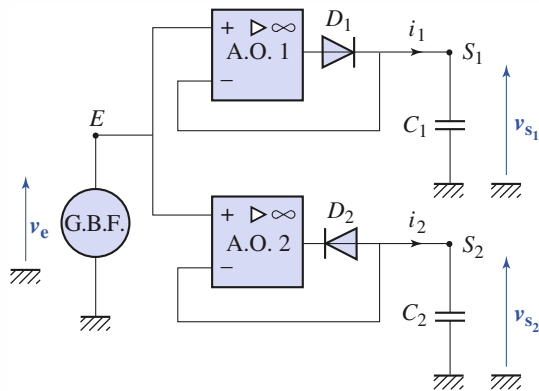 D1
i1
+ ▷ ∞
A.O. 1
−
S1
C1
vs1
E
ve
G.B.F.
D2
i2
+ ▷ ∞
A.O. 2
−
S2
C2
vs2